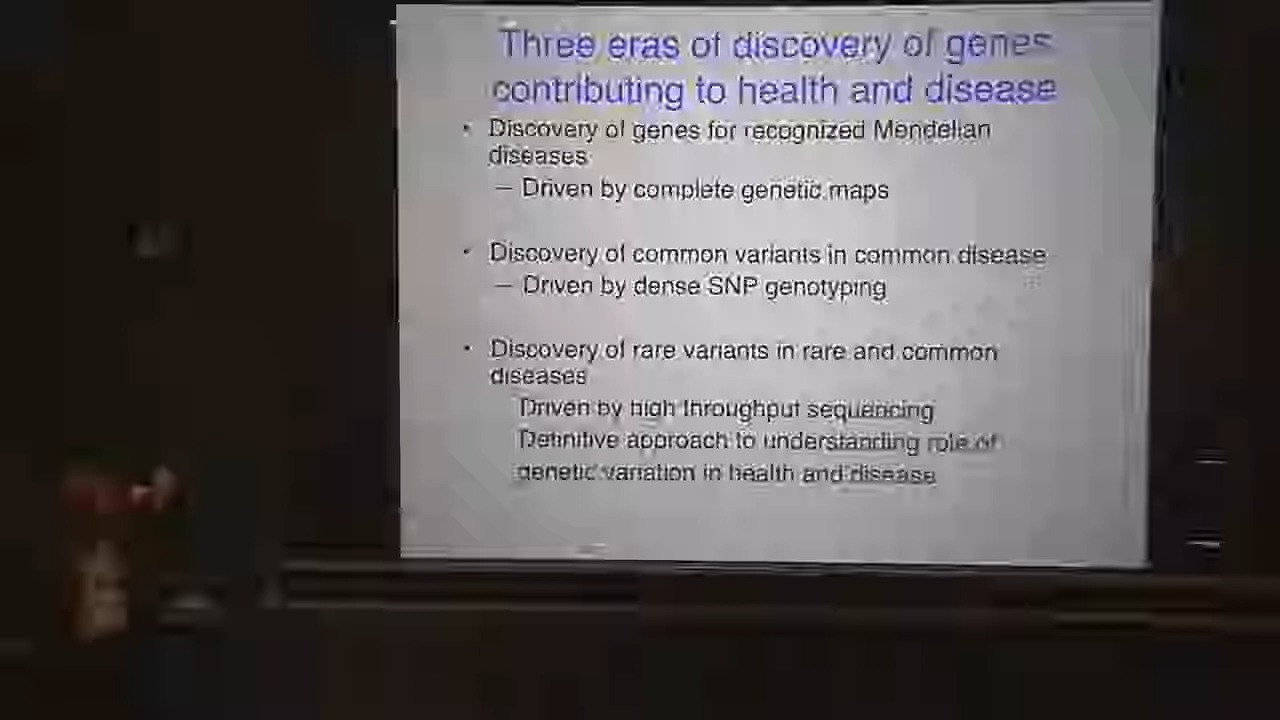 Three eras of discovery of genes
contributing to health and disease
• Discovery of genes for recognized Mendelian
diseases
– Driven by complete genetic maps
• Discovery of common variants in common disease
– Driven by dense SNP genotyping
• Discovery of rare variants in rare and common
diseases
Driven by high throughput sequencing
Definitive approach to understanding role of
genetic variation in health and disease